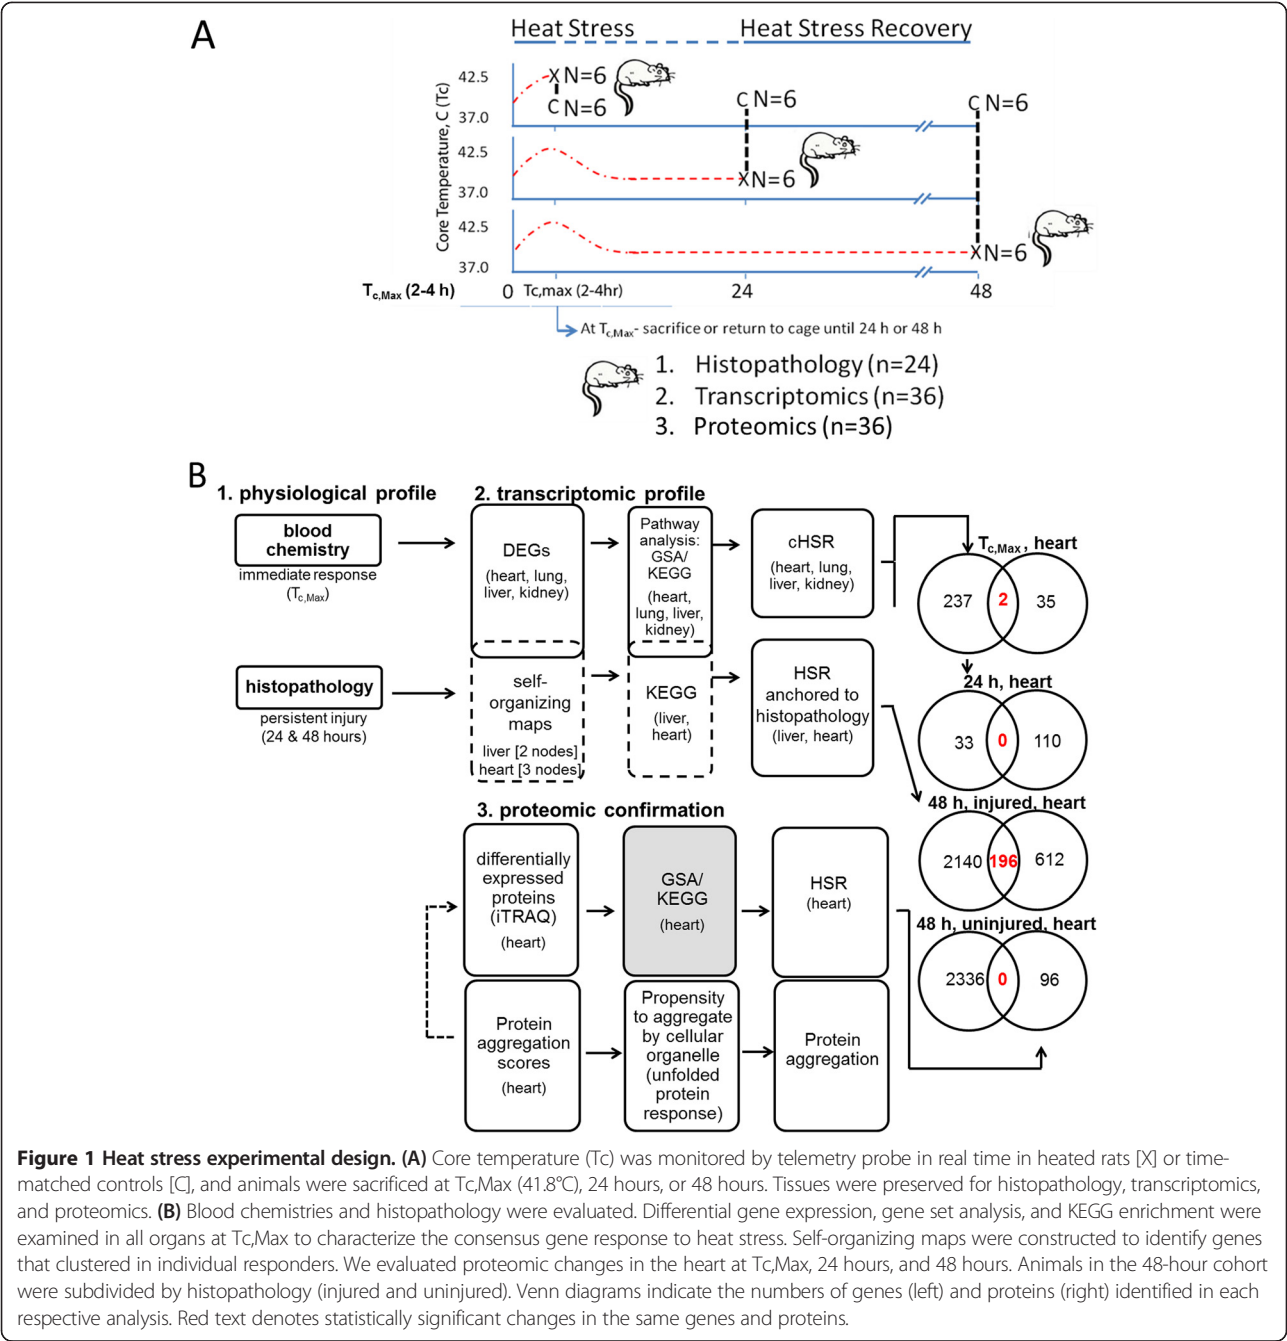 A
Heat Stress
Heat Stress Recovery
Core Temperature, C (Tc)
42.5
37.0
X N=6
C N=6
C N=6
C N=6
42.5
37.0
X N=6
42.5
37.0
X N=6
Tc,Max (2-4 h)
0
Tc,max (2-4hr)
24
48
At Tc,Max- sacrifice or return to cage until 24 h or 48 h
1. Histopathology (n=24)
2. Transcriptomics (n=36)
3. Proteomics (n=36)
B
1. physiological profile
2. transcriptomic profile
blood
chemistry
immediate response
(Tc,Max)
DEGs
(heart, lung,
liver, kidney)
Pathway
analysis:
GSA/
KEGG
(heart,
lung, liver,
kidney)
cHSR
(heart, lung,
liver, kidney)
Tc,Max, heart
237
2
35
histopathology
persistent injury
(24 & 48 hours)
self-
organizing
maps
liver [2 nodes]
heart [3 nodes]
KEGG
(liver,
heart)
HSR
anchored to
histopathology
(liver, heart)
24 h, heart
33
0
110
48 h, injured, heart
2140
196
612
3. proteomic confirmation
differentially
expressed
proteins
(iTRAQ)
(heart)
GSA/
KEGG
(heart)
HSR
(heart)
48 h, uninjured, heart
2336
0
96
Protein
aggregation
scores
(heart)
Propensity
to aggregate
by cellular
organelle
(unfolded
protein
response)
Protein
aggregation
Figure 1 Heat stress experimental design. (A) Core temperature (Tc) was monitored by telemetry probe in real time in heated rats [X] or time-
matched controls [C], and animals were sacrificed at Tc,Max (41.8°C), 24 hours, or 48 hours. Tissues were preserved for histopathology, transcriptomics,
and proteomics. (B) Blood chemistries and histopathology were evaluated. Differential gene expression, gene set analysis, and KEGG enrichment were
examined in all organs at Tc,Max to characterize the consensus gene response to heat stress. Self-organizing maps were constructed to identify genes
that clustered in individual responders. We evaluated proteomic changes in the heart at Tc,Max, 24 hours, and 48 hours. Animals in the 48-hour cohort
were subdivided by histopathology (injured and uninjured). Venn diagrams indicate the numbers of genes (left) and proteins (right) identified in each
respective analysis. Red text denotes statistically significant changes in the same genes and proteins.